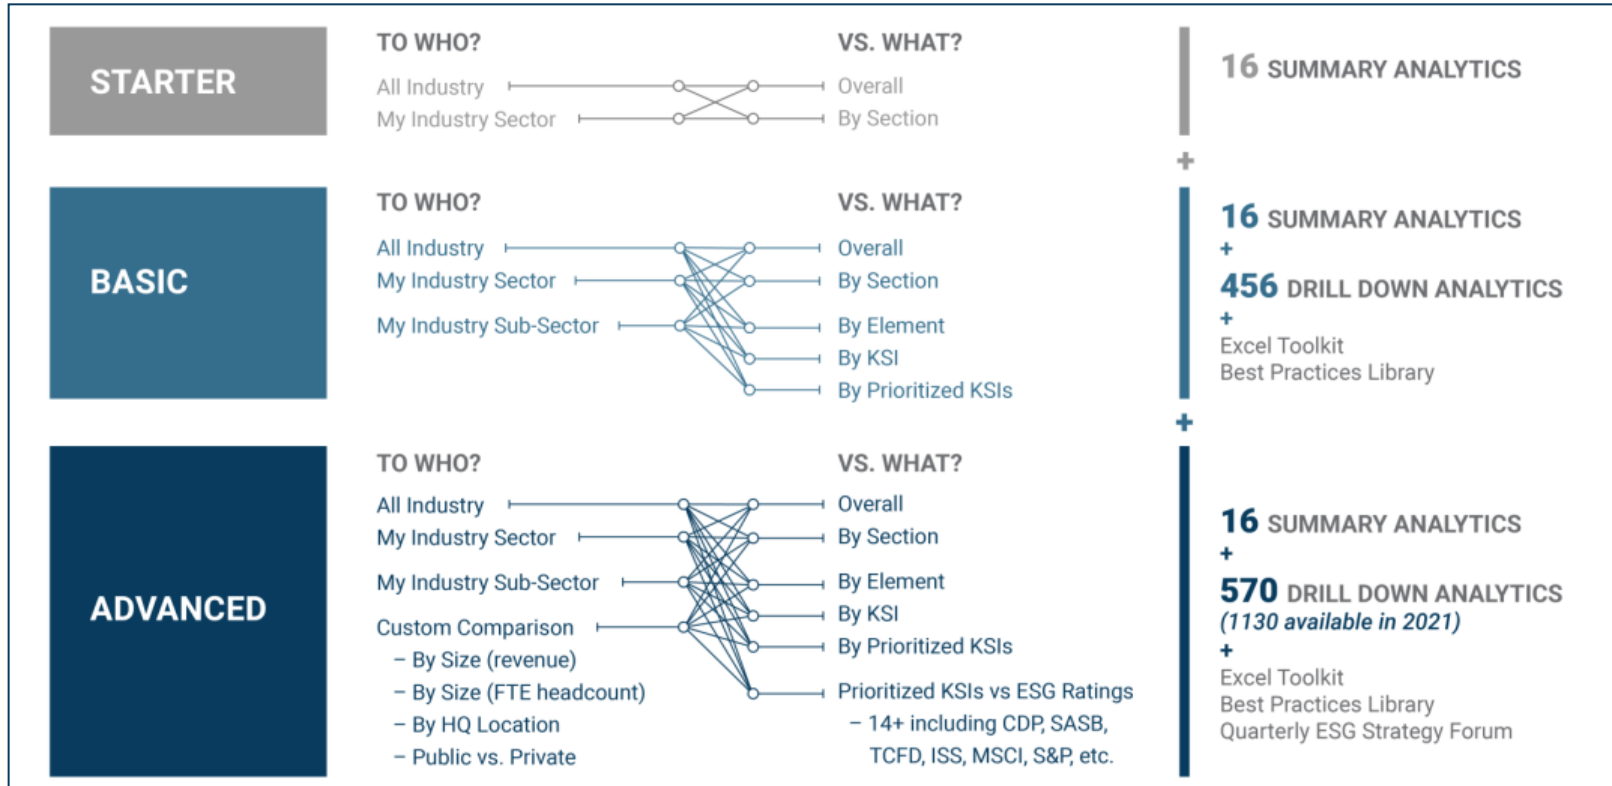 STARTER
TO WHO?
All Industry
My Industry Sector
VS. WHAT?
Overall
By Section
16 SUMMARY ANALYTICS
+
BASIC
TO WHO?
All Industry
My Industry Sector
My Industry Sub-Sector
VS. WHAT?
Overall
By Section
By Element
By KSI
By Prioritized KSIs
16 SUMMARY ANALYTICS
+
456 DRILL DOWN ANALYTICS
+
Excel Toolkit
Best Practices Library
+
ADVANCED
TO WHO?
All Industry
My Industry Sector
My Industry Sub-Sector
Custom Comparison
– By Size (revenue)
– By Size (FTE headcount)
– By HQ Location
– Public vs. Private
VS. WHAT?
Overall
By Section
By Element
By KSI
By Prioritized KSIs
Prioritized KSIs vs ESG Ratings
– 14+ including CDP, SASB,
TCFD, ISS, MSCI, S&P, etc.
16 SUMMARY ANALYTICS
+
570 DRILL DOWN ANALYTICS
(1130 available in 2021)
+
Excel Toolkit
Best Practices Library
Quarterly ESG Strategy Forum